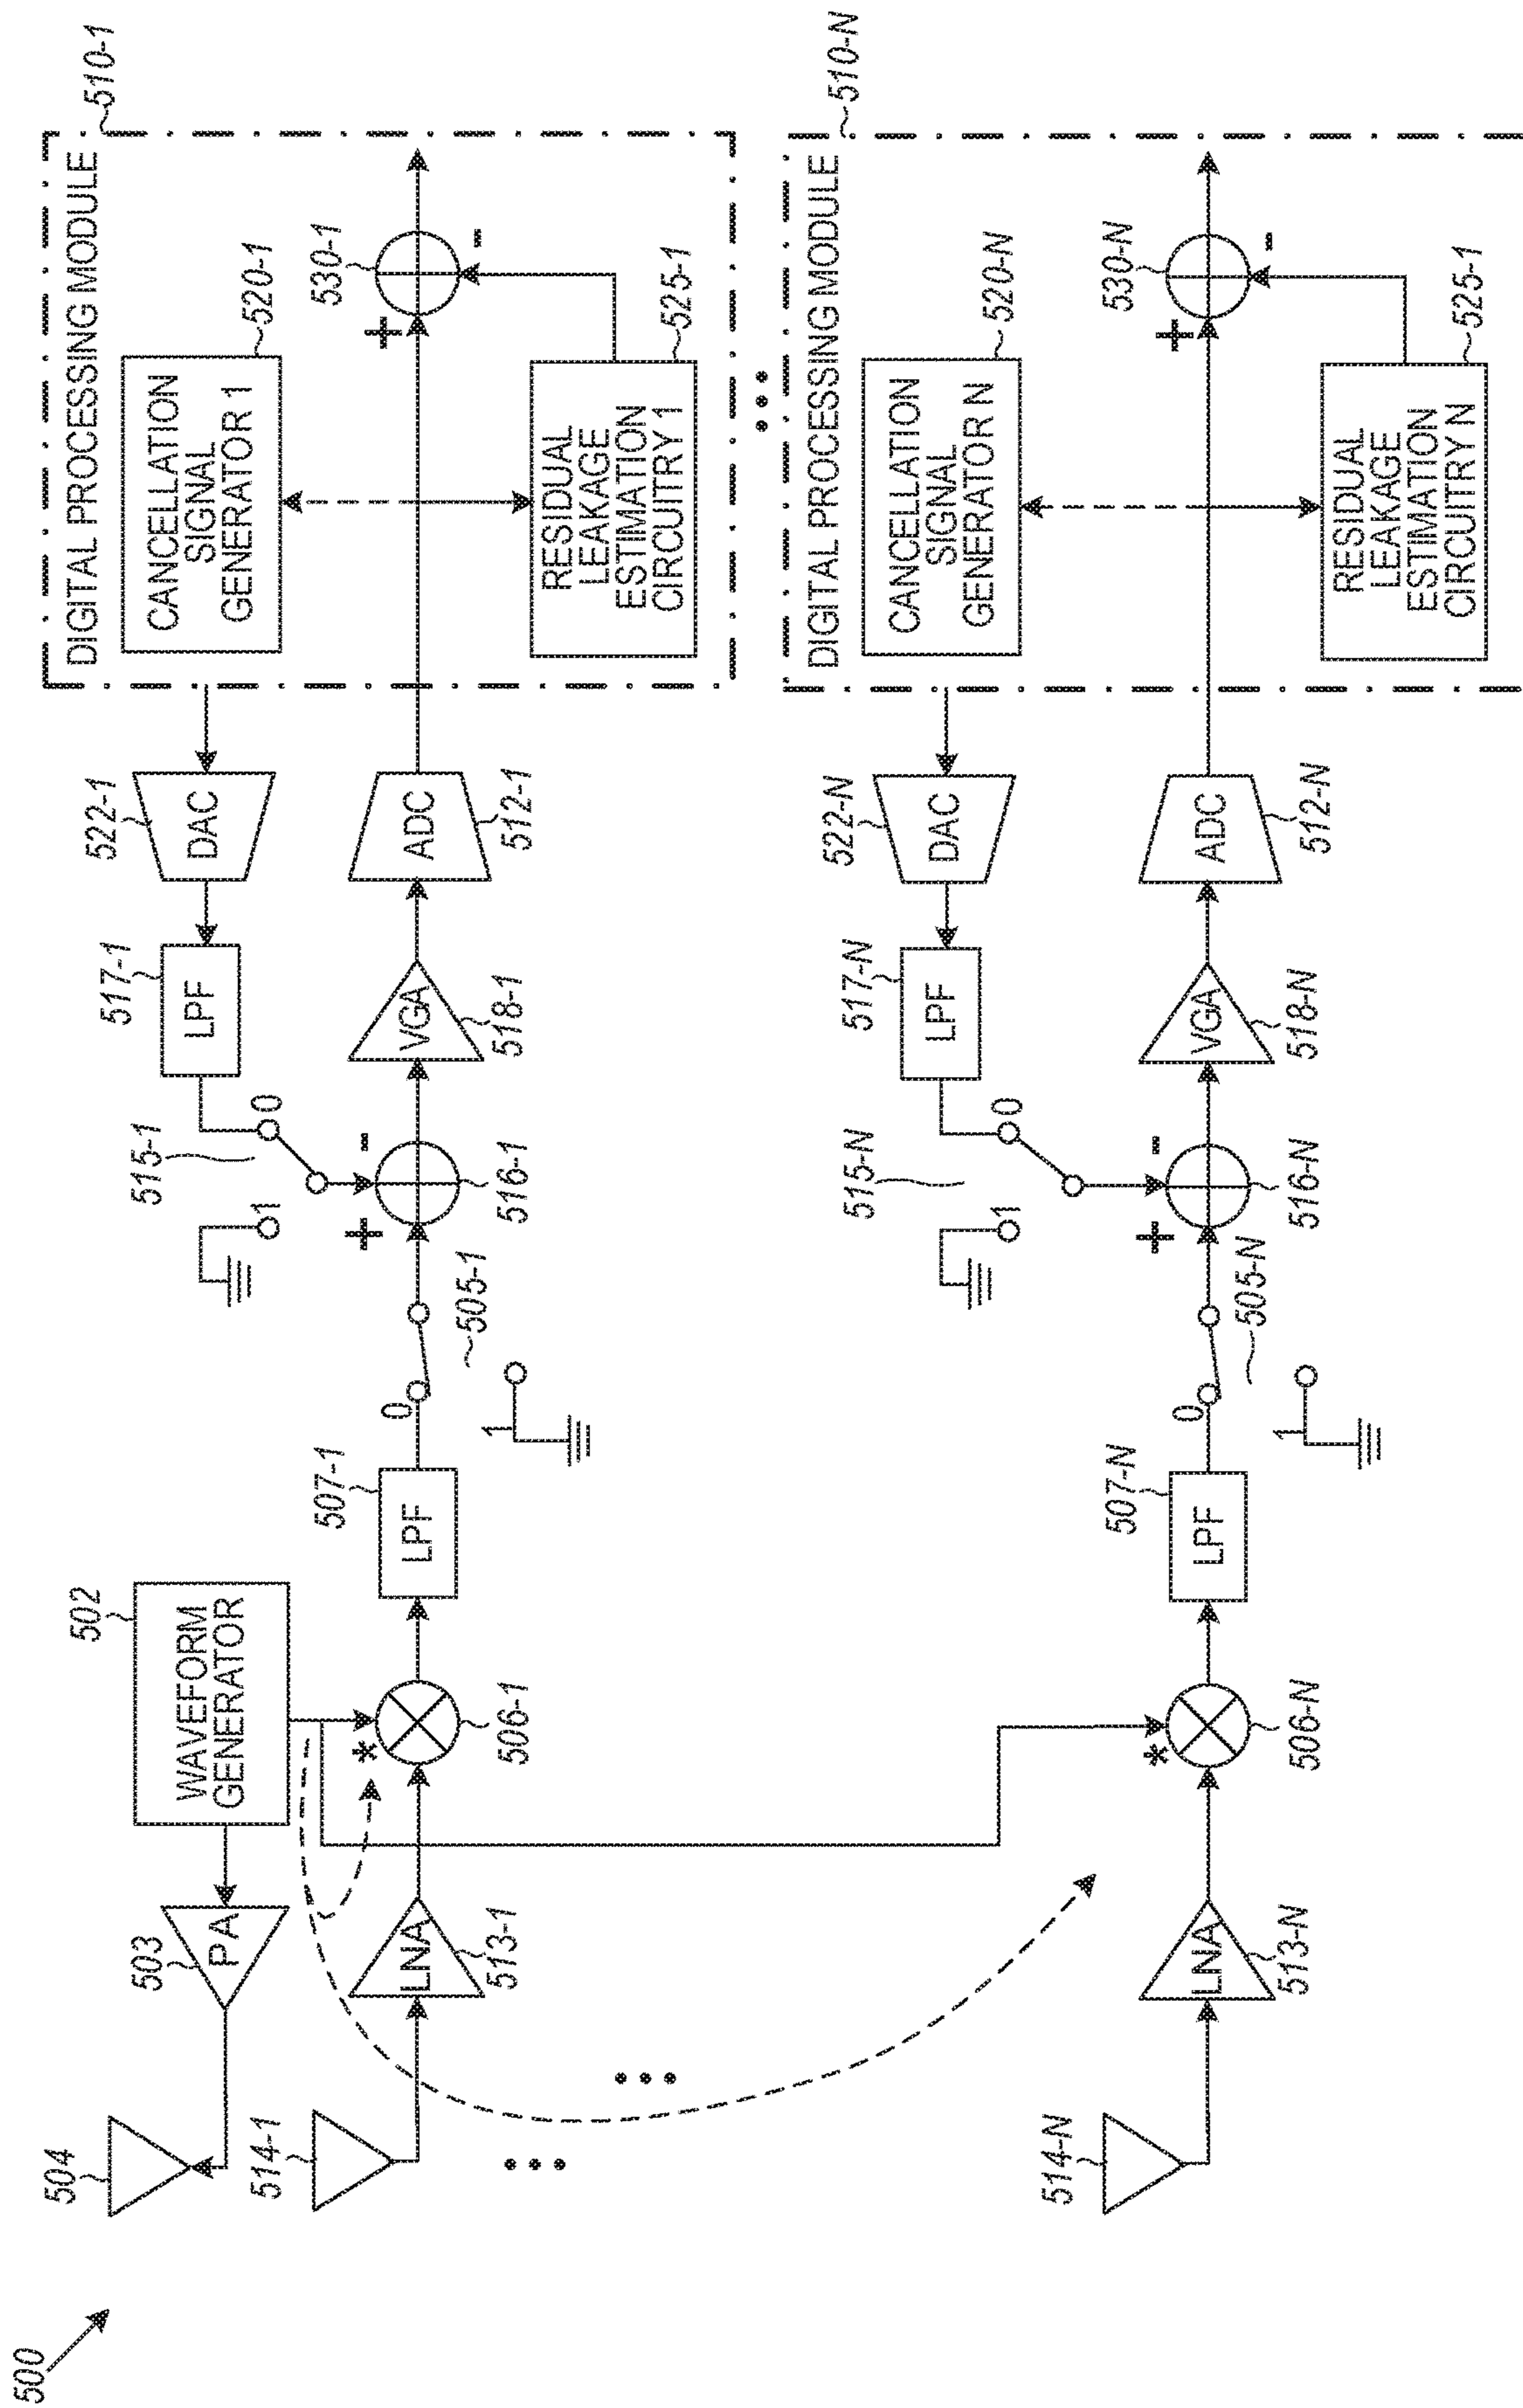 500
504
503
PA
502
WAVEFORM
GENERATOR
514-1
LNA
513-1
*
506-1
507-1
LPF
0
1
505-1
+
-
516-1
1
0
515-1
517-1
LPF
522-1
DAC
VGA
518-1
ADC
512-1
510-1
DIGITAL PROCESSING MODULE
CANCELLATION
SIGNAL
GENERATOR 1
520-1
530-1
+
-
RESIDUAL
LEAKAGE
ESTIMATION
CIRCUITRY 1
525-1
514-N
LNA
513-N
*
506-N
507-N
LPF
0
1
505-N
+
-
516-N
1
0
515-N
517-N
LPF
522-N
DAC
VGA
518-N
ADC
512-N
510-N
DIGITAL PROCESSING MODULE
CANCELLATION
SIGNAL
GENERATOR N
520-N
530-N
+
-
RESIDUAL
LEAKAGE
ESTIMATION
CIRCUITRY N
525-1